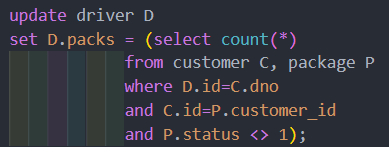 update driver D
set D.packs = (select count(*)
from customer C, package P
where D.id=C.dno
and C.id=P.customer_id
and P.status <> 1);